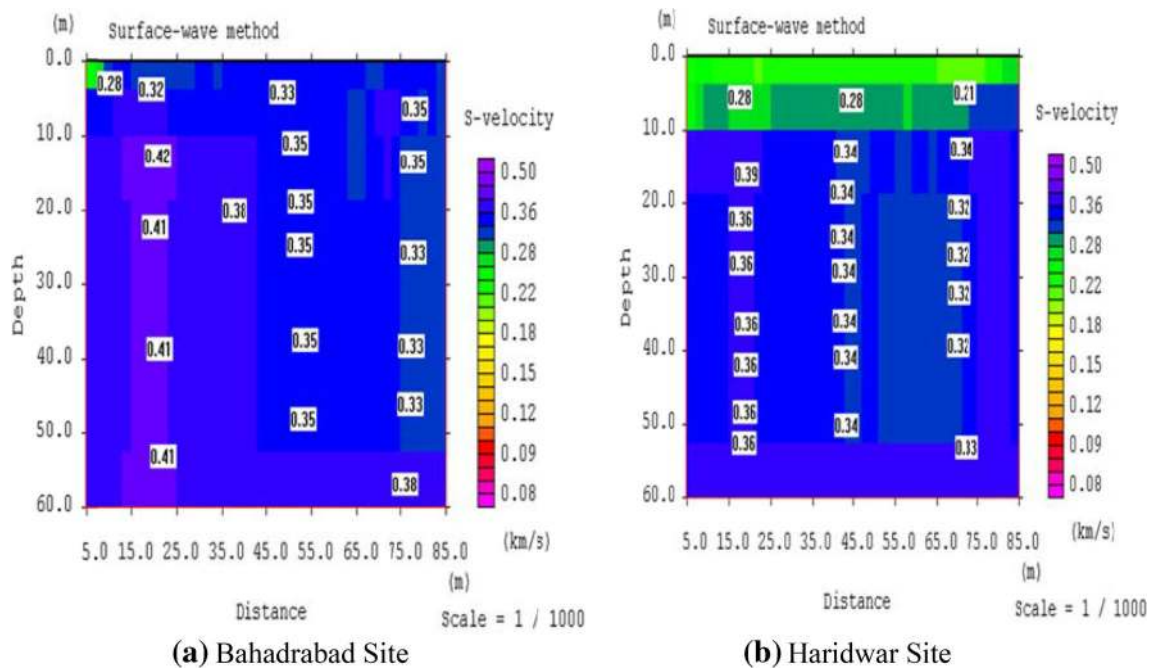 (m) Surface-wave method
0.0
10.0
20.0
30.0
40.0
50.0
60.0
Depth
0.28 0.32 0.33
0.35
0.42 0.35 0.35
0.38 0.35
0.41 0.35 0.33
0.41 0.35 0.33
0.35 0.33
0.41 0.38
S-velocity
0.50
0.36
0.28
0.22
0.18
0.15
0.12
0.09
0.08
(km/s)
5.0 15.0 25.0 35.0 45.0 55.0 65.0 75.0 85.0
(m)
Distance
Scale = 1 / 1000
(a) Bahadrabad Site
(m) Surface-wave method
0.0
10.0
20.0
30.0
40.0
50.0
60.0
Depth
0.28 0.28 0.21
0.34 0.34
0.39 0.34
0.36 0.34 0.32
0.36 0.34 0.32
0.32
0.36 0.34 0.32
0.36 0.34
0.36 0.34
0.36 0.33
S-velocity
0.50
0.36
0.28
0.22
0.18
0.15
0.12
0.09
0.08
(km/s)
5.0 15.0 25.0 35.0 45.0 55.0 65.0 75.0 85.0
(m)
Distance
Scale = 1 / 1000
(b) Haridwar Site